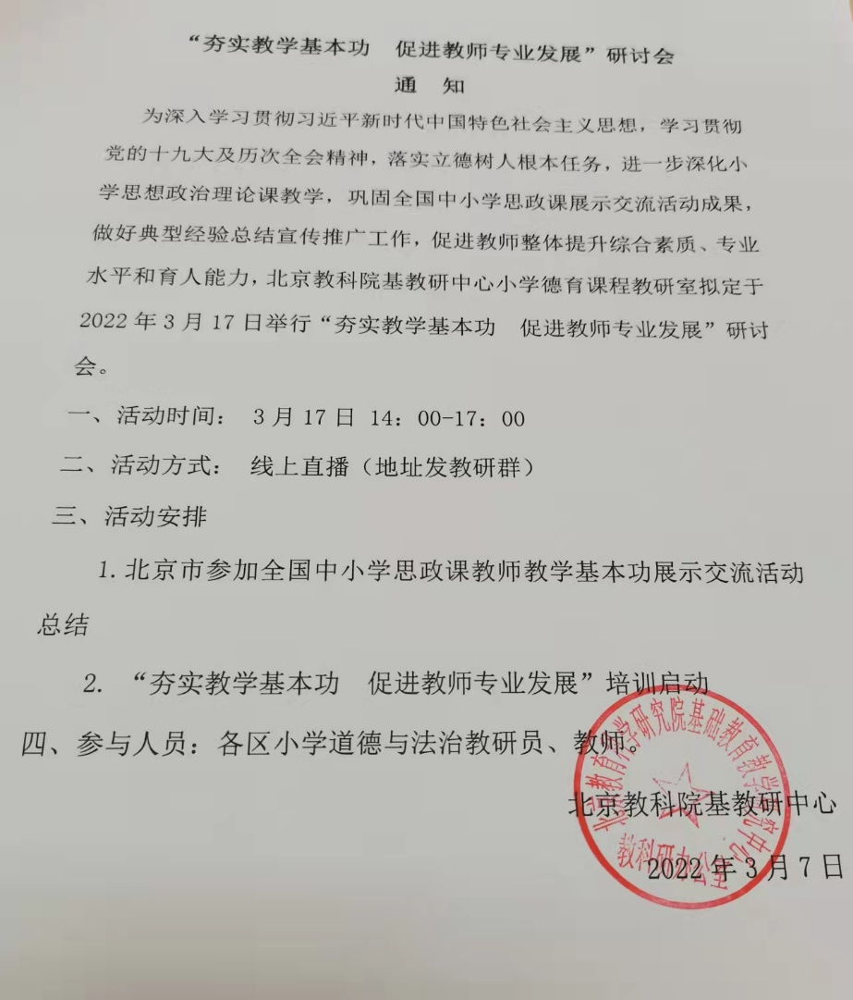 “夯实教学基本功　促进教师专业发展”研讨会
通　知
为深入学习贯彻习近平新时代中国特色社会主义思想，学习贯彻
党的十九大及历次全会精神，落实立德树人根本任务，进一步深化小
学思想政治理论课教学，巩固全国中小学思政课展示交流活动成果，
做好典型经验总结宣传推广工作，促进教师整体提升综合素质、专业
水平和育人能力，北京教科院基教研中心小学德育课程教研室拟定于
2022 年 3 月 17 日举行“夯实教学基本功　促进教师专业发展”研讨
会。
一、活动时间： 3 月 17 日 14：00-17：00
二、活动方式： 线上直播（地址发教研群）
三、活动安排
1.北京市参加全国中小学思政课教师教学基本功展示交流活动
总结
2. “夯实教学基本功　促进教师专业发展”培训启动
四、参与人员：各区小学道德与法治教研员、教师。
北京教科院基教研中心
2022 年 3 月 7 日
北京教育科学研究院基础教育教学研究中心
教科研办公室